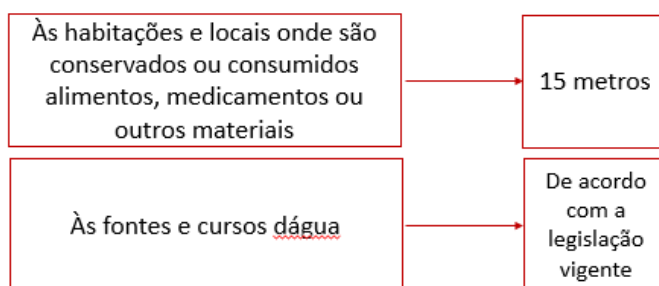 Às habitações e locais onde são
conservados ou consumidos
alimentos, medicamentos ou
outros materiais
15 metros
Às fontes e cursos dágua
De acordo
com a
legislação
vigente